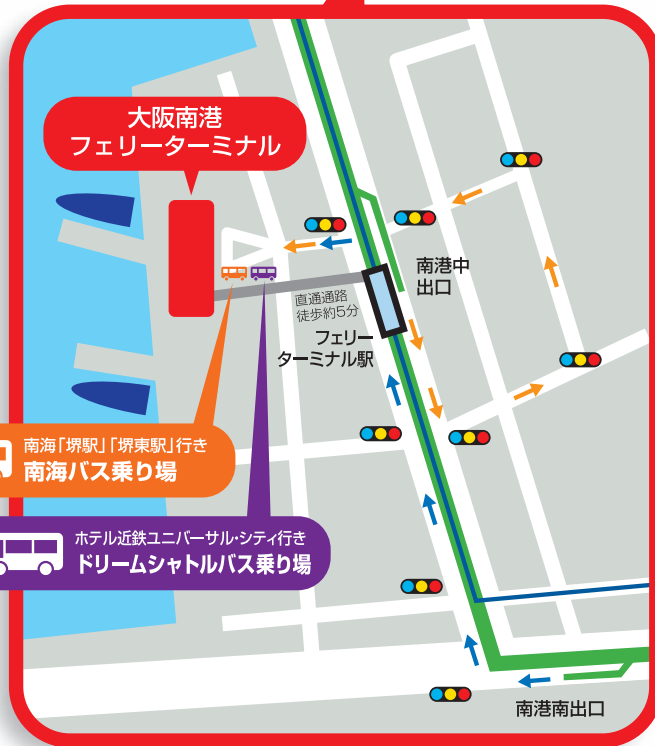 大阪南港
フェリーターミナル
南港中
出口
直通通路
徒歩約5分
フェリー
ターミナル駅
南海「堺駅」「堺東駅」行き
南海バス乗り場
ホテル近鉄ユニバーサル・シティ行き
ドリームシャトルバス乗り場
南港南出口